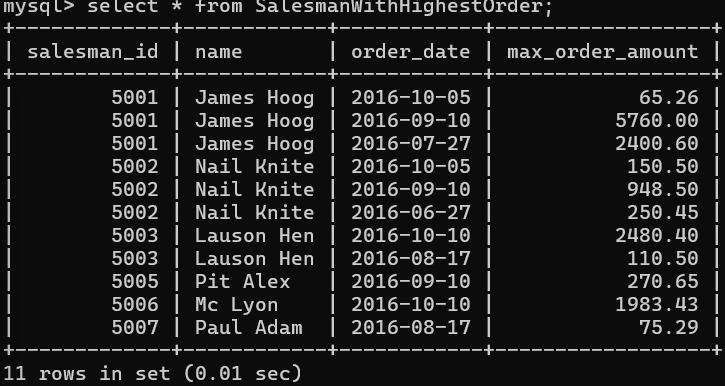 mysql> select * from SalesmanWithHighestOrder;
+-------------+------------+------------+------------------+
| salesman_id | name       | order_date | max_order_amount |
+-------------+------------+------------+------------------+
|        5001 | James Hoog | 2016-10-05 |            65.26 |
|        5001 | James Hoog | 2016-09-10 |          5760.00 |
|        5001 | James Hoog | 2016-07-27 |          2400.60 |
|        5002 | Nail Knite | 2016-10-05 |           150.50 |
|        5002 | Nail Knite | 2016-09-10 |           948.50 |
|        5002 | Nail Knite | 2016-06-27 |           250.45 |
|        5003 | Lauson Hen | 2016-10-10 |          2480.40 |
|        5003 | Lauson Hen | 2016-08-17 |           110.50 |
|        5005 | Pit Alex   | 2016-09-10 |           270.65 |
|        5006 | Mc Lyon    | 2016-10-10 |          1983.43 |
|        5007 | Paul Adam  | 2016-08-17 |            75.29 |
+-------------+------------+------------+------------------+
11 rows in set (0.01 sec)